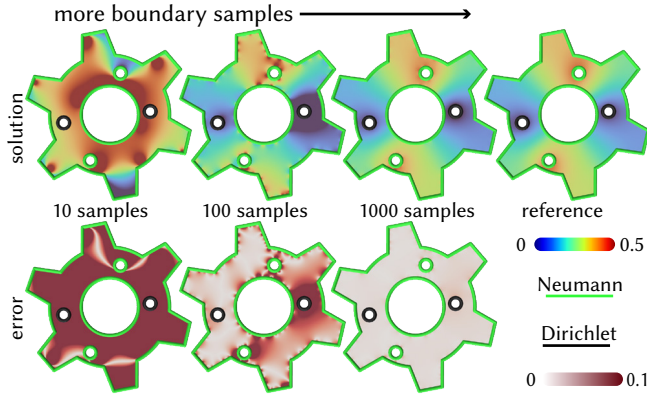 more boundary samples
solution
10 samples
100 samples
1000 samples
reference
0 0.5
Neumann
error
Dirichlet
0 0.1